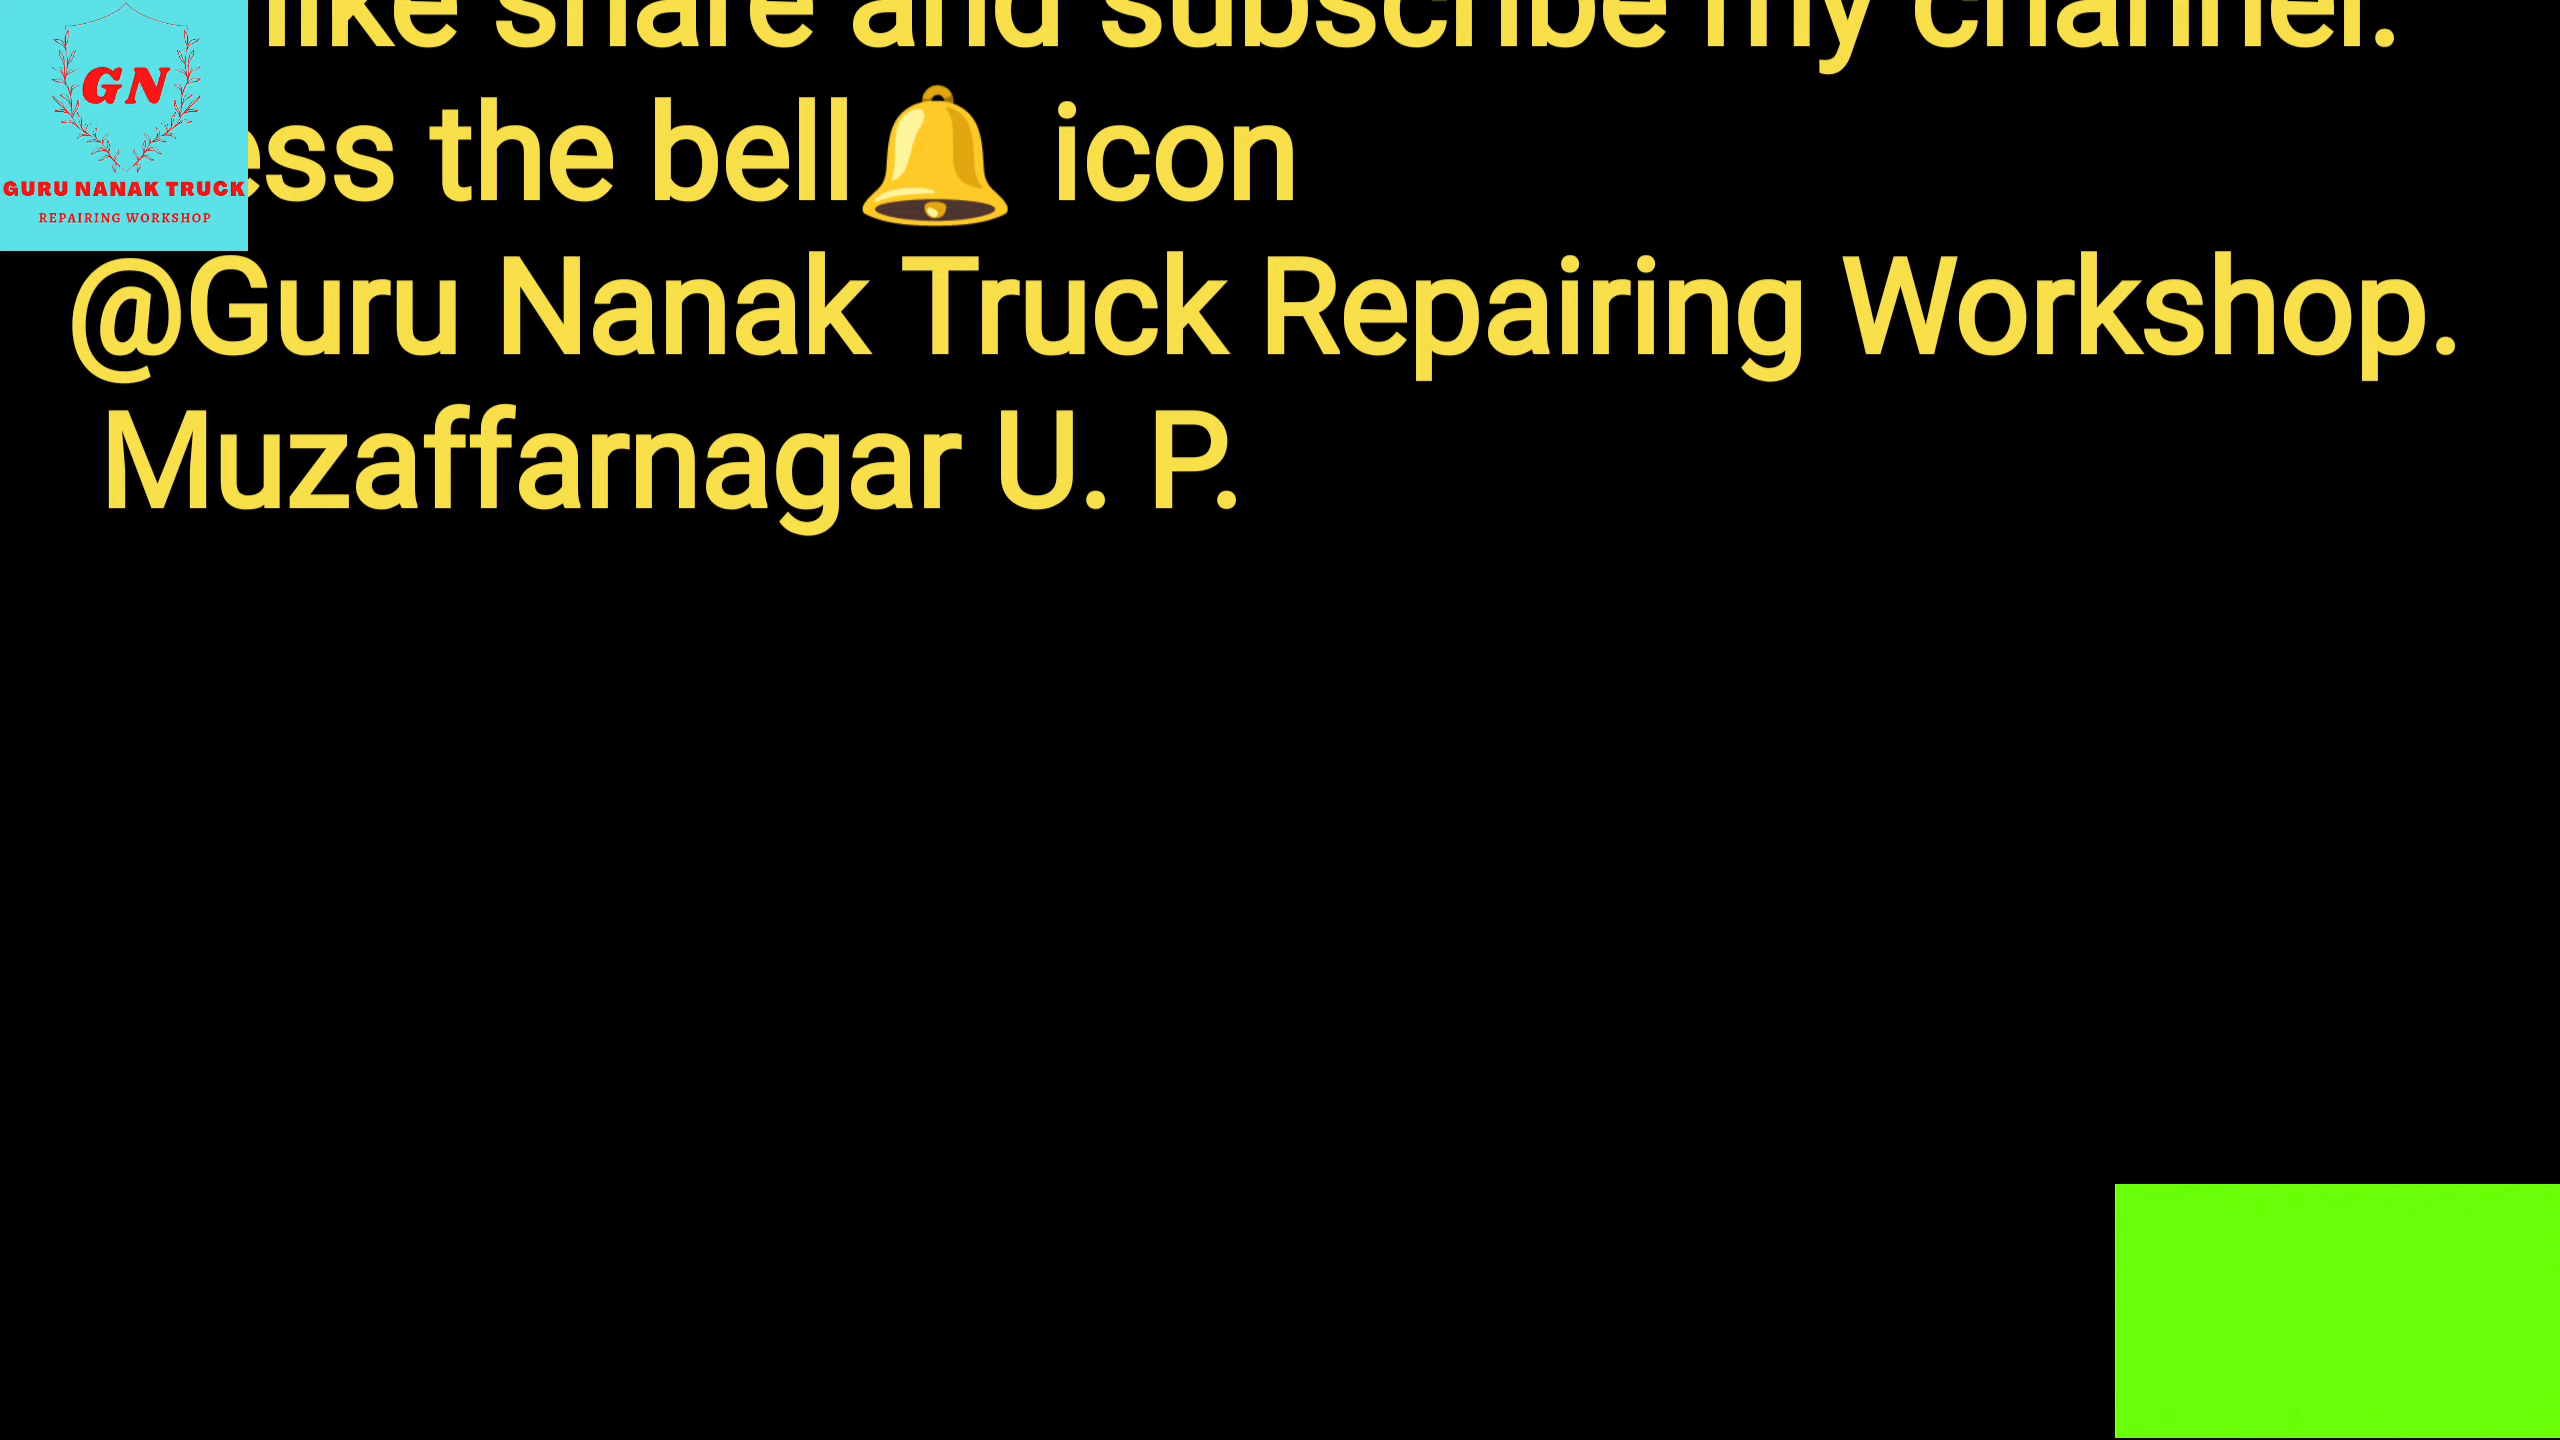 GN
GURU NANAK TRUCK
REPAIRING WORKSHOP
like share and subscribe my channel.
ess the bell🔔 icon
@Guru Nanak Truck Repairing Workshop.
Muzaffarnagar U. P.